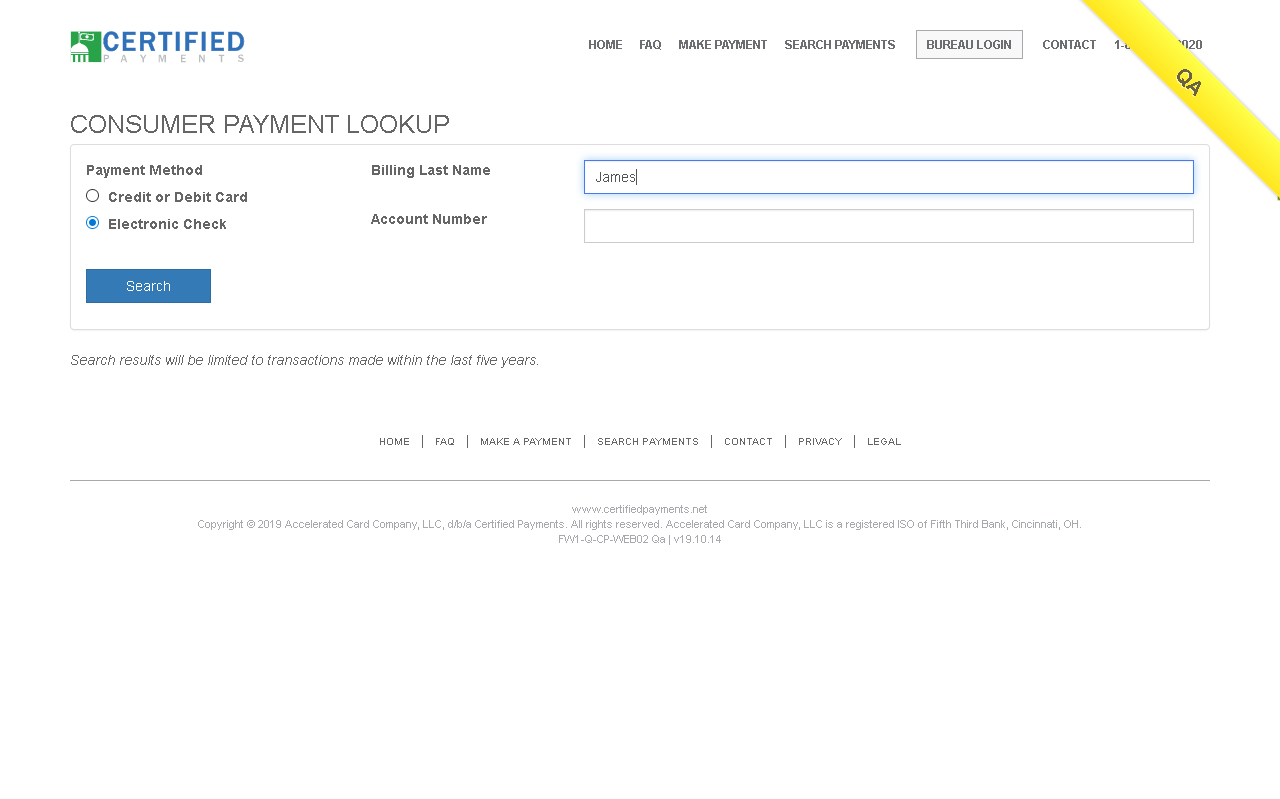 CERTIFIED
PAYMENTS
HOME FAQ MAKE PAYMENT SEARCH PAYMENTS BUREAU LOGIN CONTACT
QA
CONSUMER PAYMENT LOOKUP
Payment Method
Credit or Debit Card
Electronic Check
Billing Last Name
James
Account Number
Search
Search results will be limited to transactions made within the last five years.
HOME | FAQ | MAKE A PAYMENT | SEARCH PAYMENTS | CONTACT | PRIVACY | LEGAL
www.certifiedpayments.net
Copyright © 2019 Accelerated Card Company, LLC, d/b/a Certified Payments. All rights reserved. Accelerated Card Company, LLC is a registered ISO of Fifth Third Bank, Cincinnati, OH.
FW1-Q-CP-WEB02 Qa | v19.10.14